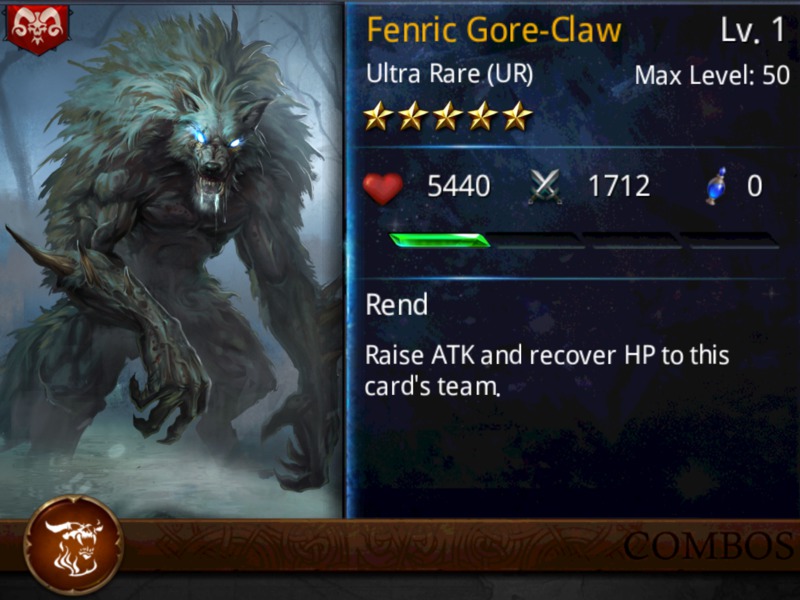 Fenric Gore-Claw Lv. 1
Ultra Rare (UR) Max Level: 50
5440 1712 0
Rend
Raise ATK and recover HP to this
card's team.
COMBOS